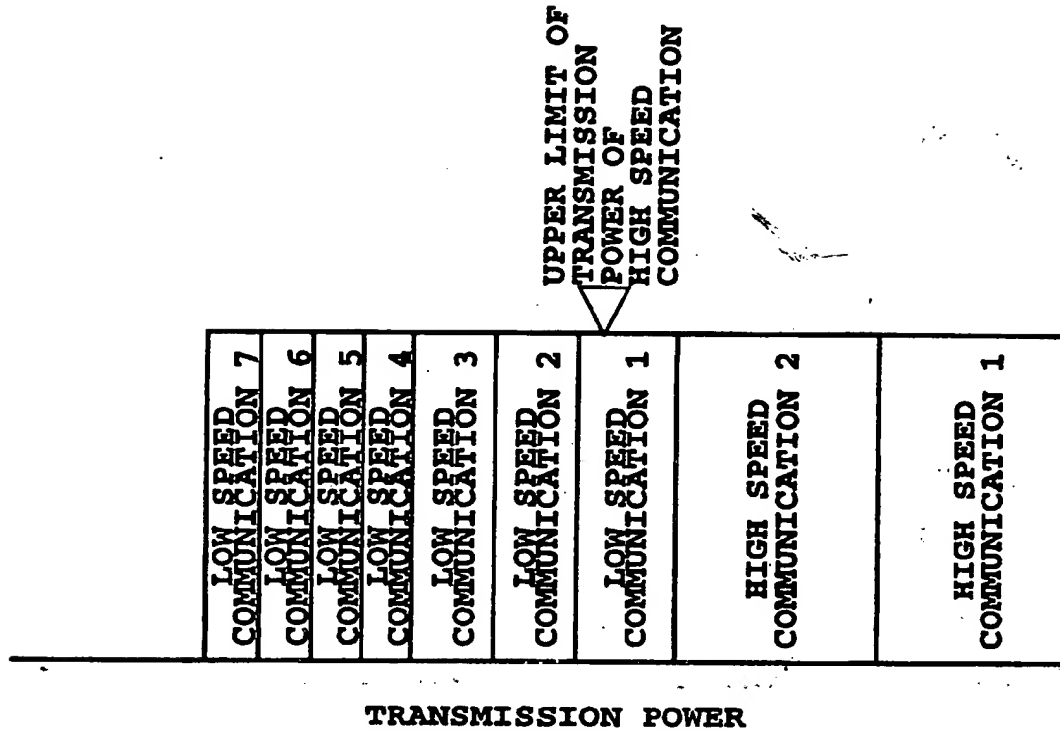 UPPER LIMIT OF
TRANSMISSION
POWER OF
HIGH SPEED
COMMUNICATION
LOW SPEED
COMMUNICATION 7
LOW SPEED
COMMUNICATION 6
LOW SPEED
COMMUNICATION 5
LOW SPEED
COMMUNICATION 4
LOW SPEED
COMMUNICATION 3
LOW SPEED
COMMUNICATION 2
LOW SPEED
COMMUNICATION 1
HIGH SPEED
COMMUNICATION 2
HIGH SPEED
COMMUNICATION 1
TRANSMISSION POWER